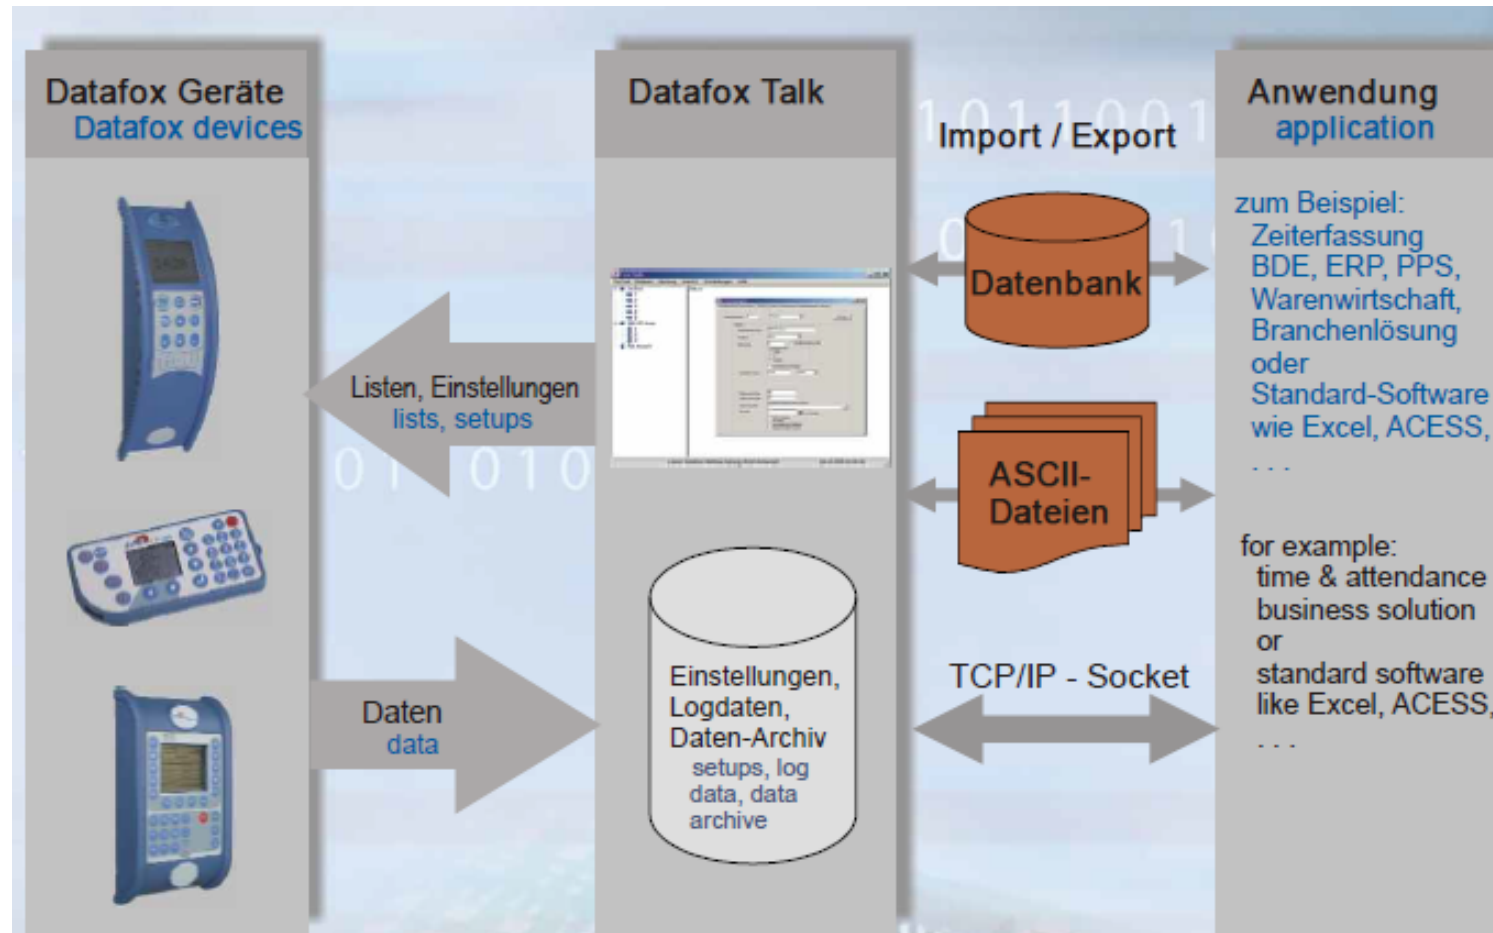 Datafox Geräte
Datafox devices
Listen, Einstellungen
lists, setups
Daten
data
Datafox Talk
Einstellungen,
Logdaten,
Daten-Archiv
setups, log
data, data
archive
Import / Export
Datenbank
ASCII-
Dateien
TCP/IP - Socket
Anwendung
application
zum Beispiel:
Zeiterfassung
BDE, ERP, PPS,
Warenwirtschaft,
Branchenlösung
oder
Standard-Software
wie Excel, ACESS,
. . .
for example:
time & attendance
business solution
or
standard software
like Excel, ACESS,
. . .